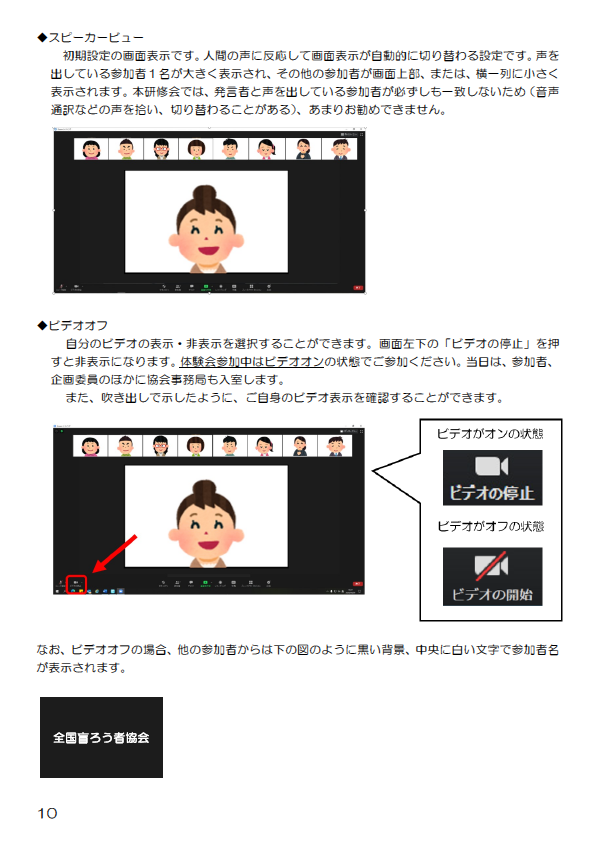 ◆スピーカービュー
初期設定の画面表示です。人間の声に反応して画面表示が自動的に切り替わる設定です。声を
出している参加者１名が大きく表示され、その他の参加者が画面上部、または、横一列に小さく
表示されます。本研修会では、発言者と声を出している参加者が必ずしも一致しないため（音声
通訳などの声を拾い、切り替わることがある）、あまりお勧めできません。
◆ビデオオフ
自分のビデオの表示・非表示を選択することができます。画面左下の「ビデオの停止」を押
すと非表示になります。体験会参加中はビデオオンの状態でご参加ください。当日は、参加者、
企画委員のほかに協会事務局も入室します。
また、吹き出しで示したように、ご自身のビデオ表示を確認することができます。
ビデオがオンの状態
ビデオの停止
ビデオがオフの状態
ビデオの開始
なお、ビデオオフの場合、他の参加者からは下の図のように黒い背景、中央に白い文字で参加者名
が表示されます。
全国盲ろう者協会
10